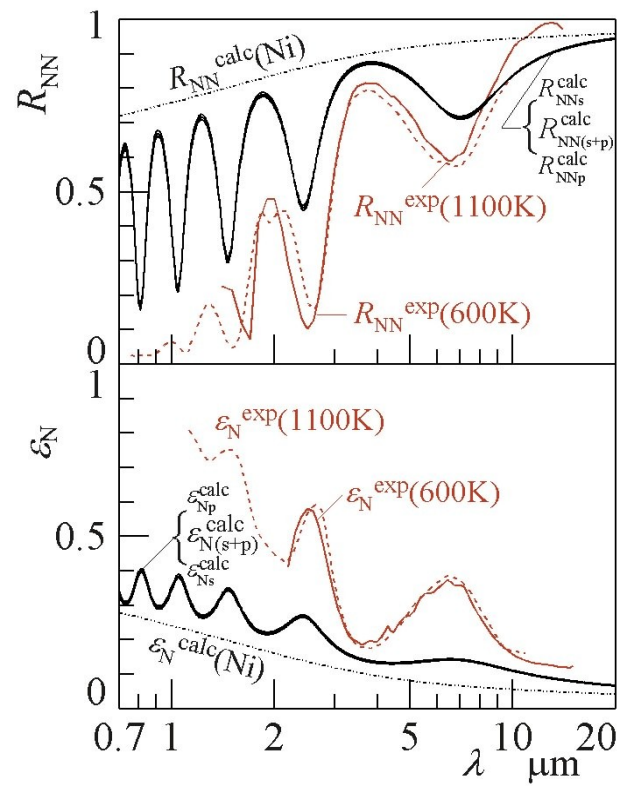 1
R_NN^calc(Ni)
R_NN
R_NNs^calc
R_NN(s+p)^calc
R_NNp^calc
0.5
R_NN^exp(1100K)
R_NN^exp(600K)
0
1
ε_N^exp(1100K)
ε_N
ε_N^exp(600K)
ε_Np^calc
ε_N(s+p)^calc
ε_Ns^calc
0.5
ε_N^calc(Ni)
0
0.7 1 2 5 10 20
λ μm